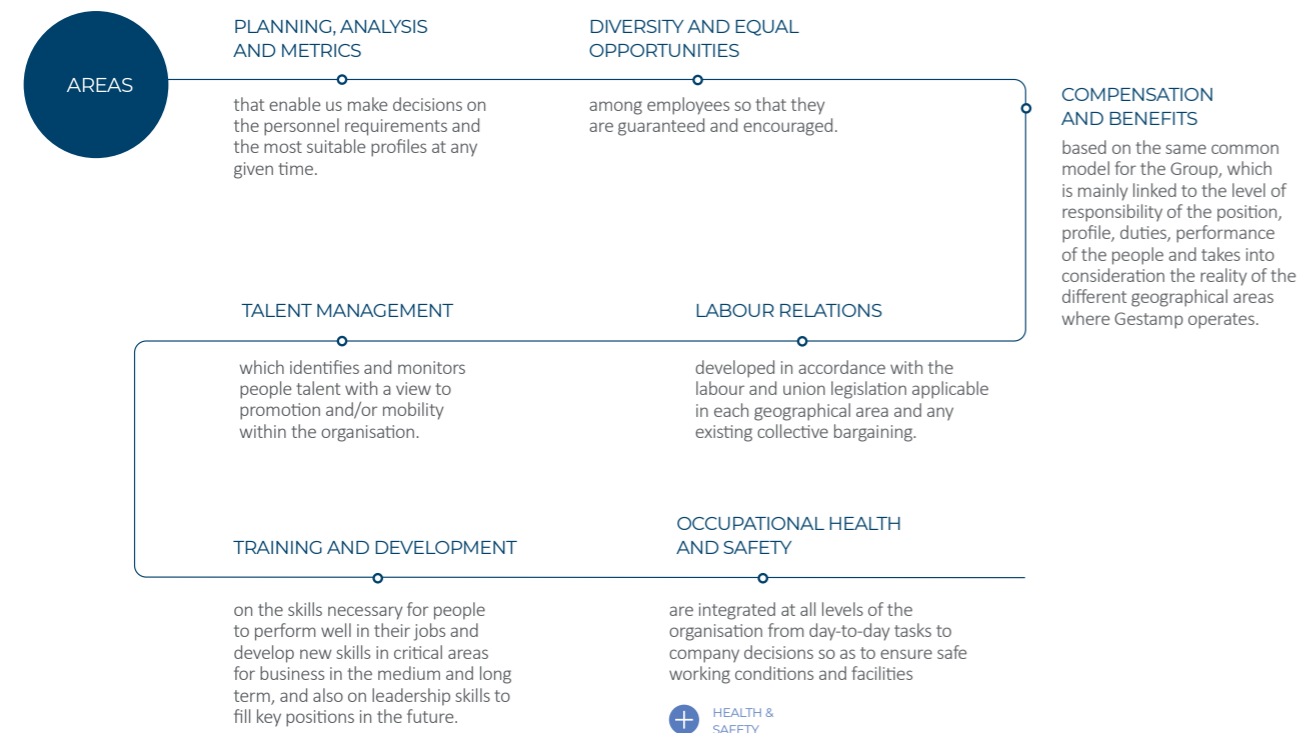 AREAS
PLANNING, ANALYSIS
AND METRICS
that enable us make decisions on
the personnel requirements and
the most suitable profiles at any
given time.
DIVERSITY AND EQUAL
OPPORTUNITIES
among employees so that they
are guaranteed and encouraged.
COMPENSATION
AND BENEFITS
based on the same common
model for the Group, which
is mainly linked to the level of
responsibility of the position,
profile, duties, performance
of the people and takes into
consideration the reality of the
different geographical areas
where Gestamp operates.
LABOUR RELATIONS
developed in accordance with the
labour and union legislation applicable
in each geographical area and any
existing collective bargaining.
TALENT MANAGEMENT
which identifies and monitors
people talent with a view to
promotion and/or mobility
within the organisation.
TRAINING AND DEVELOPMENT
on the skills necessary for people
to perform well in their jobs and
develop new skills in critical areas
for business in the medium and long
term, and also on leadership skills to
fill key positions in the future.
OCCUPATIONAL HEALTH
AND SAFETY
are integrated at all levels of the
organisation from day-to-day tasks to
company decisions so as to ensure safe
working conditions and facilities
HEALTH &
SAFETY